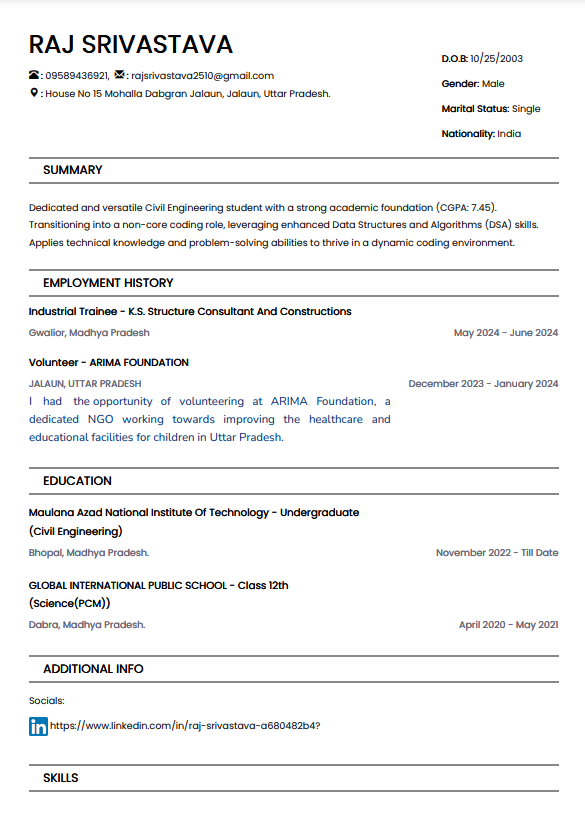 RAJ SRIVASTAVA
: 09589436921, : rajsrivastava2510@gmail.com
: House No 15 Mohalla Dabgran Jalaun, Jalaun, Uttar Pradesh.
D.O.B: 10/25/2003
Gender: Male
Marital Status: Single
Nationality: India
SUMMARY
Dedicated and versatile Civil Engineering student with a strong academic foundation (CGPA: 7.45).
Transitioning into a non-core coding role, leveraging enhanced Data Structures and Algorithms (DSA) skills.
Applies technical knowledge and problem-solving abilities to thrive in a dynamic coding environment.
EMPLOYMENT HISTORY
Industrial Trainee - K.S. Structure Consultant And Constructions
Gwalior, Madhya Pradesh May 2024 - June 2024
Volunteer - ARIMA FOUNDATION
JALAUN, UTTAR PRADESH December 2023 - January 2024
I had the opportunity of volunteering at ARIMA Foundation, a
dedicated NGO working towards improving the healthcare and
educational facilities for children in Uttar Pradesh.
EDUCATION
Maulana Azad National Institute Of Technology - Undergraduate
(Civil Engineering)
Bhopal, Madhya Pradesh. November 2022 - Till Date
GLOBAL INTERNATIONAL PUBLIC SCHOOL - Class 12th
(Science(PCM))
Dabra, Madhya Pradesh. April 2020 - May 2021
ADDITIONAL INFO
Socials:
in https://www.linkedin.com/in/raj-srivastava-a680482b4?
SKILLS